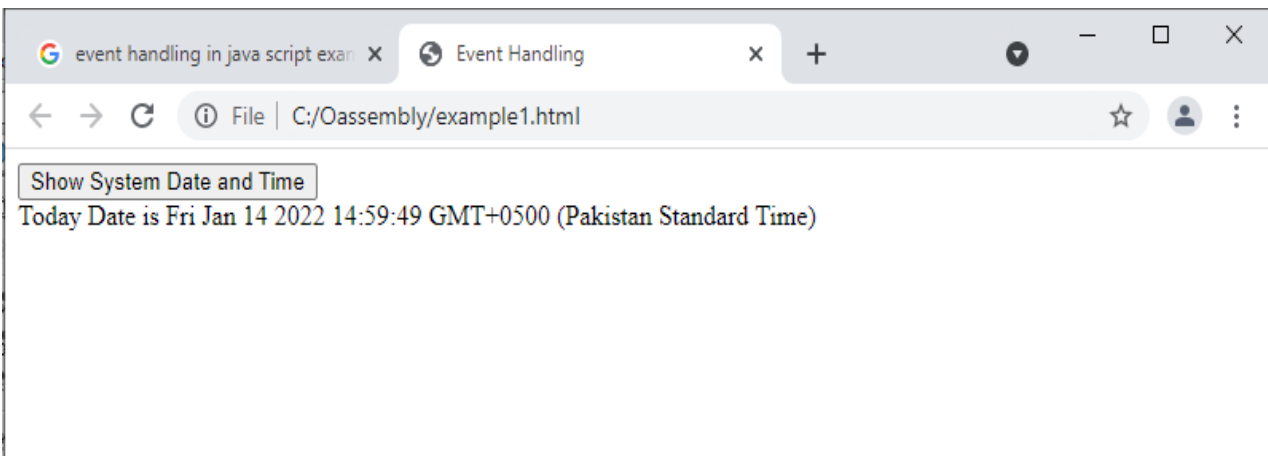 event handling in java script exan
Event Handling
File
C:/Oassembly/example1.html
Show System Date and Time
Today Date is Fri Jan 14 2022 14:59:49 GMT+0500 (Pakistan Standard Time)